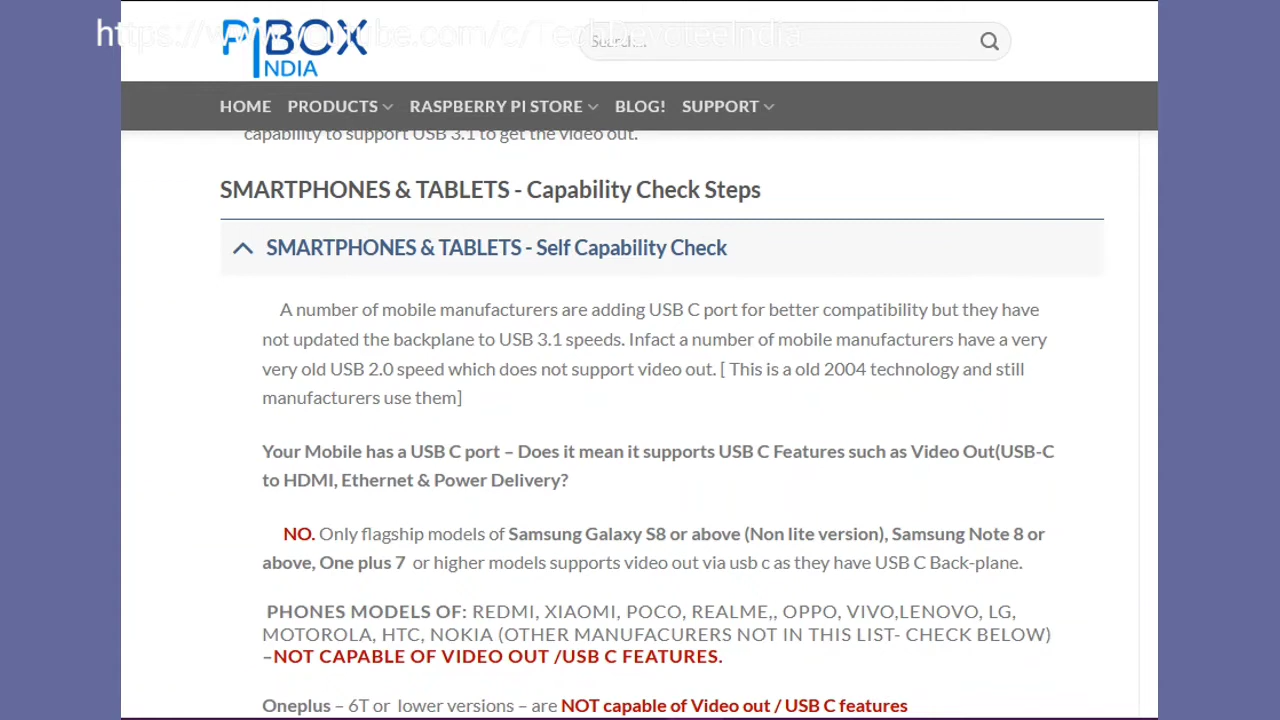 https://www.youtube.com/c/TechDevoteeIndia
PiBOX
INDIA
Search...
HOME PRODUCTS RASPBERRY PI STORE BLOG! SUPPORT
capability to support USB 3.1 to get the video out.
SMARTPHONES & TABLETS - Capability Check Steps
SMARTPHONES & TABLETS - Self Capability Check
A number of mobile manufacturers are adding USB C port for better compatibility but they have
not updated the backplane to USB 3.1 speeds. Infact a number of mobile manufacturers have a very
very old USB 2.0 speed which does not support video out. [ This is a old 2004 technology and still
manufacturers use them]
Your Mobile has a USB C port – Does it mean it supports USB C Features such as Video Out(USB-C
to HDMI, Ethernet & Power Delivery?
NO. Only flagship models of Samsung Galaxy S8 or above (Non lite version), Samsung Note 8 or
above, One plus 7 or higher models supports video out via usb c as they have USB C Back-plane.
PHONES MODELS OF: REDMI, XIAOMI, POCO, REALME,, OPPO, VIVO,LENOVO, LG,
MOTOROLA, HTC, NOKIA (OTHER MANUFACURERS NOT IN THIS LIST- CHECK BELOW)
–NOT CAPABLE OF VIDEO OUT /USB C FEATURES.
Oneplus – 6T or lower versions – are NOT capable of Video out / USB C features